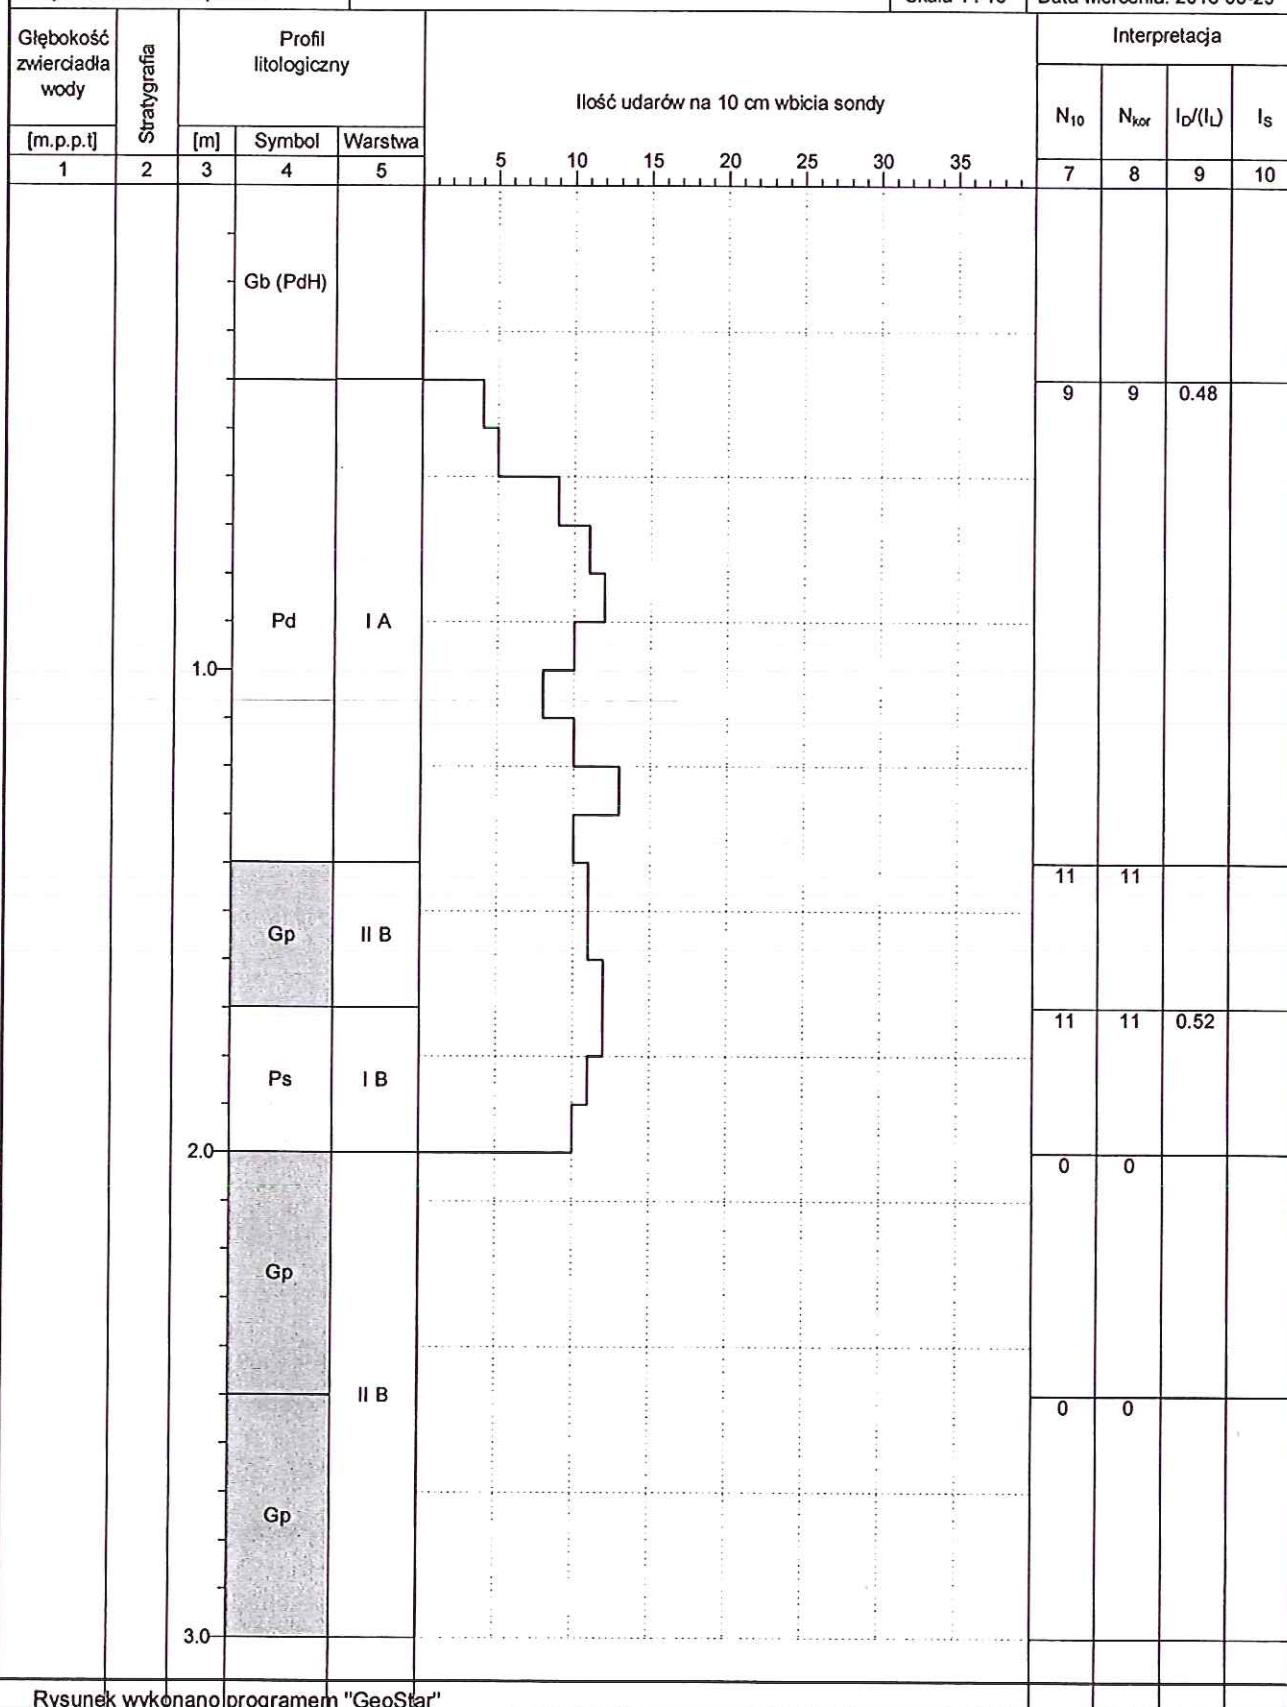 Głębokość zwierciadła wody
[m.p.p.t]
Stratygrafia
Profil litologiczny
[m] Symbol Warstwa
Ilość udarów na 10 cm wbicia sondy
Interpretacja
N10 Nkor ID/(IL) IS
1 2 3 4 5 7 8 9 10
5 10 15 20 25 30 35
Gb (PdH)
9 9 0.48
Pd I A
1.0
11 11
Gp II B
11 11 0.52
Ps I B
2.0
0 0
Gp
II B
0 0
Gp
3.0
Rysunek wykonano programem "GeoStar"